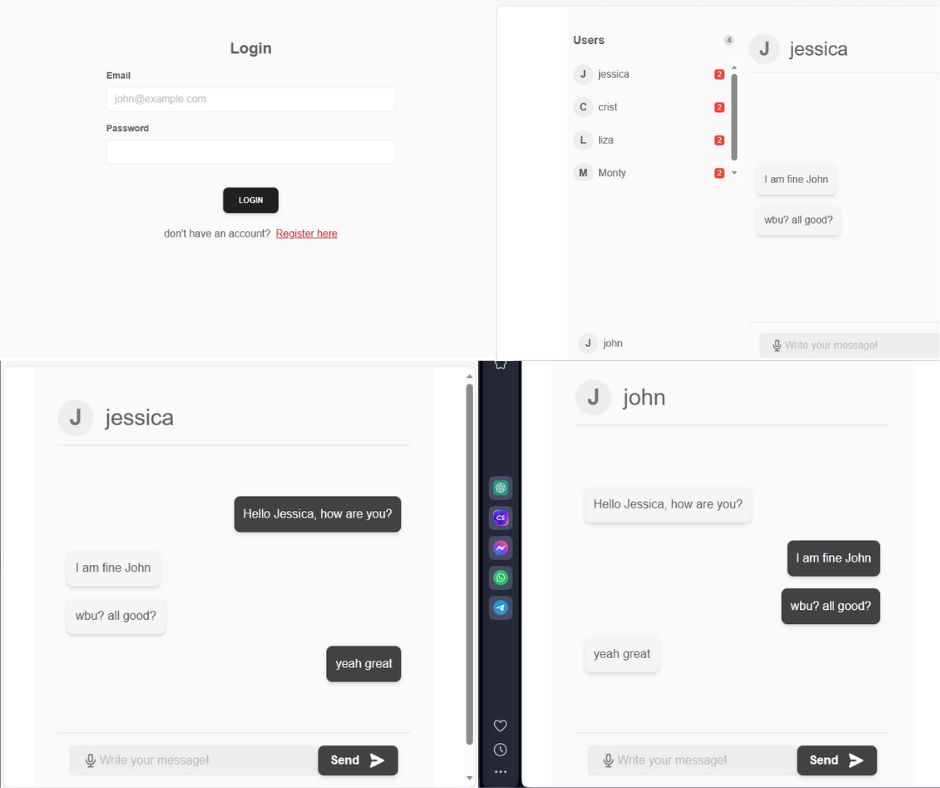 Login
Email
john@example.com
Password
LOGIN
don't have an account? Register here
Users 4
J jessica 2
C crist 2
L liza 2
M Monty 2
J john
J jessica
I am fine John
wbu? all good?
Write your message!
J jessica
Hello Jessica, how are you?
I am fine John
wbu? all good?
yeah great
Write your message!
Send
CS
J john
Hello Jessica, how are you?
I am fine John
wbu? all good?
yeah great
Write your message!
Send